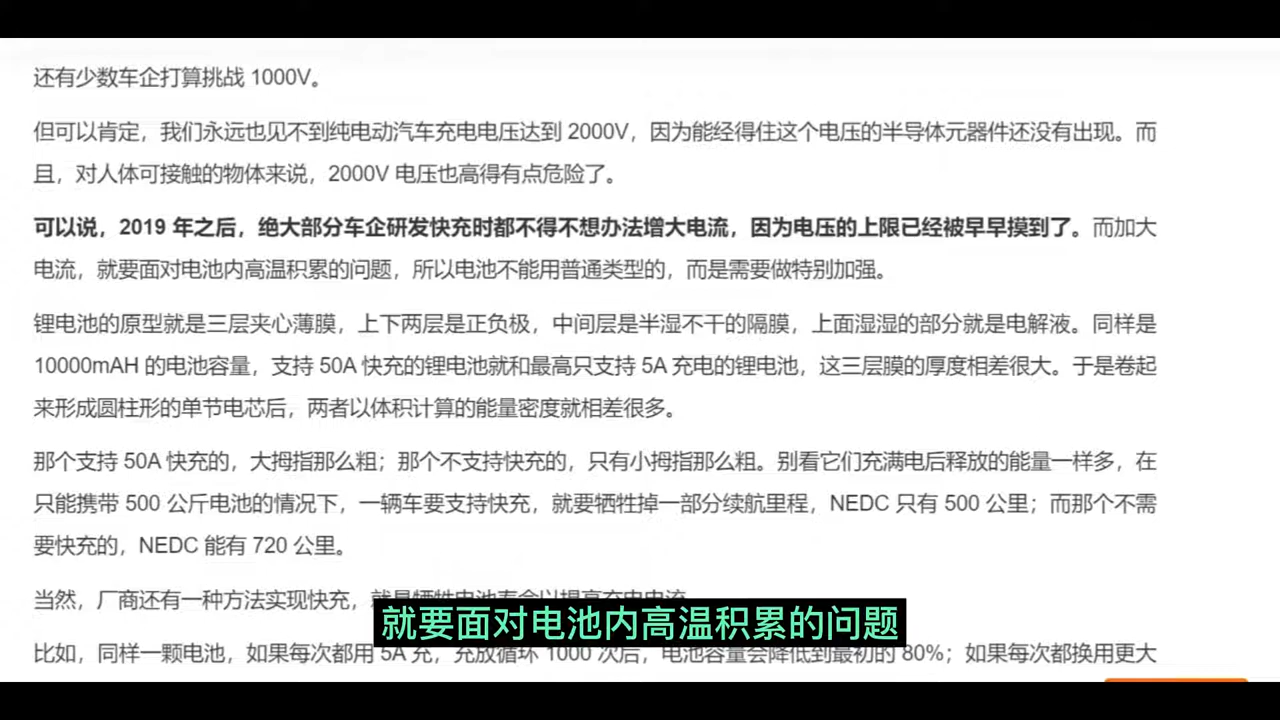 还有少数车企打算挑战 1000V。
但可以肯定，我们永远也见不到纯电动汽车充电电压达到 2000V，因为能经得住这个电压的半导体元器件还没有出现。而
且，对人体可接触的物体来说，2000V 电压也高得有点危险了。
可以说，2019 年之后，绝大部分车企研发快充时都不得不想办法增大电流，因为电压的上限已经被早早摸到了。而加大
电流，就要面对电池内高温积累的问题，所以电池不能用普通类型的，而是需要做特别加强。
锂电池的原型就是三层夹心薄膜，上下两层是正负极，中间层是半湿不干的隔膜，上面湿湿的部分就是电解液。同样是
10000mAH 的电池容量，支持 50A 快充的锂电池就和最高只支持 5A 充电的锂电池，这三层膜的厚度相差很大。于是卷起
来形成圆柱形的单节电芯后，两者以体积计算的能量密度就相差很多。
那个支持 50A 快充的，大拇指那么粗；那个不支持快充的，只有小拇指那么粗。别看它们充满电后释放的能量一样多，在
只能携带 500 公斤电池的情况下，一辆车要支持快充，就要牺牲掉一部分续航里程，NEDC 只有 500 公里；而那个不需
要快充的，NEDC 能有 720 公里。
当然，厂商还有一种方法实现快充，
就要面对电池内高温积累的问题
比如，同样一颗电池，如果每次都用 5A 充，充放循环 1000 次后，电池容量会降低到最初的 80%；如果每次都换用更大